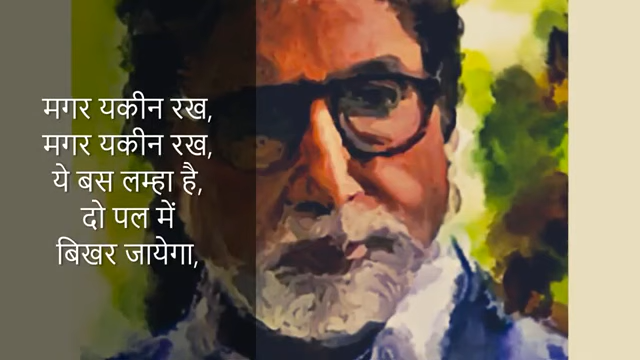 मगर यकीन रख,
मगर यकीन रख,
ये बस लम्हा है,
दो पल में
बिखर जायेगा,